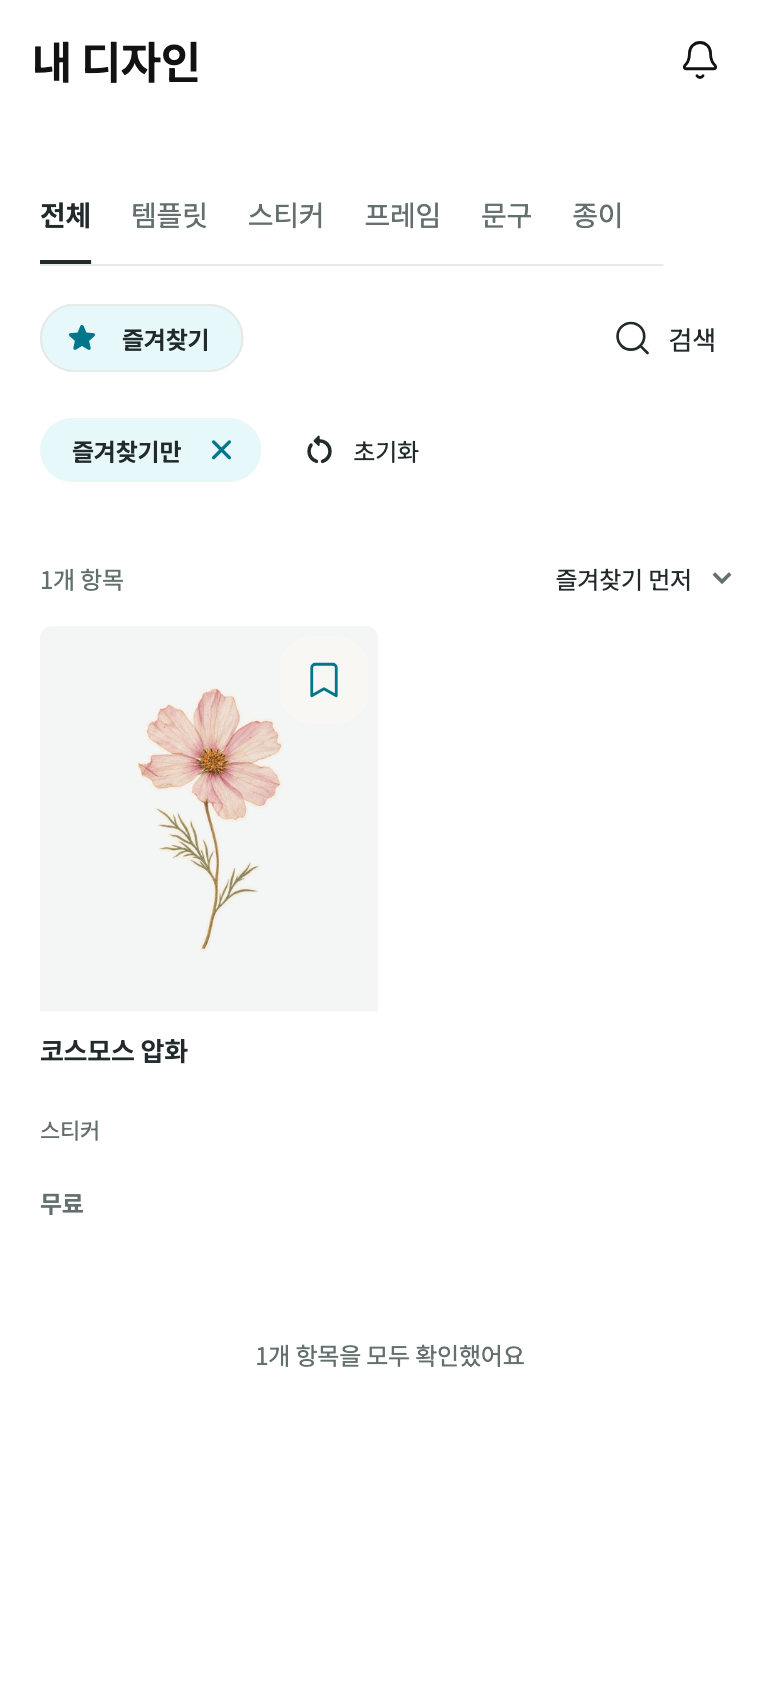 내 디자인
전체 템플릿 스티커 프레임 문구 종이
즐겨찾기 검색
즐겨찾기만 초기화
1개 항목 즐겨찾기 먼저
코스모스 압화
스티커
무료
1개 항목을 모두 확인했어요